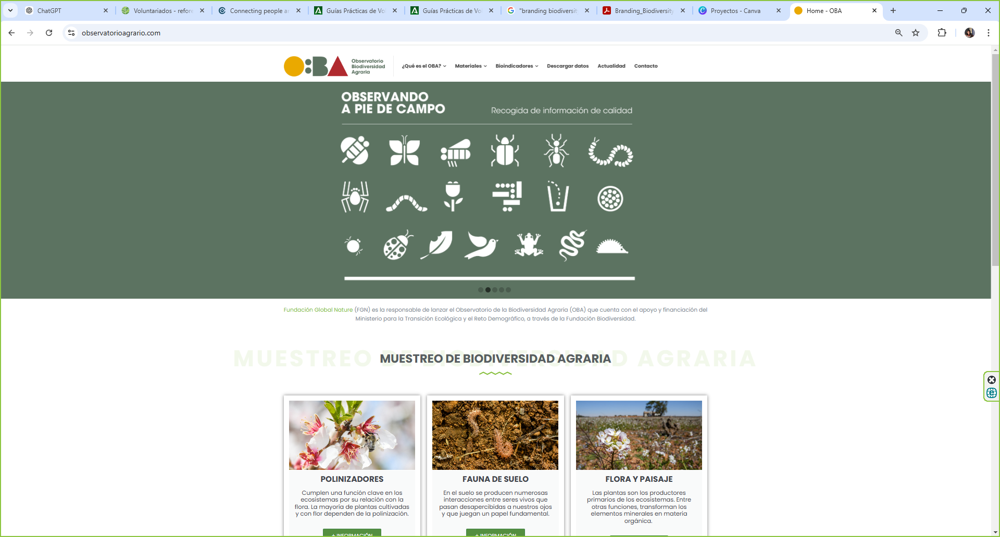 ChatGPT
Voluntariados - refore
Connecting people a
Guías Prácticas de Vo
Guías Prácticas de Vo
"branding biodiversit
Branding_Biodiversity
Proyectos - Canva
Home - OBA
observatorioagrario.com
Observatorio
Biodiversidad
Agraria
¿Qué es el OBA?
Materiales
Bioindicadores
Descargar datos
Actualidad
Contacto
OBSERVANDO
A PIE DE CAMPO
Recogida de información de calidad
Fundación Global Nature (FGN) es la responsable de lanzar el Observatorio de la Biodiversidad Agraria (OBA) que cuenta con el apoyo y financiación del
Ministerio para la Transición Ecológica y el Reto Demográfico, a través de la Fundación Biodiversidad.
MUESTREO DE BIODIVERSIDAD AGRARIA
MUESTREO DE BIODIVERSIDAD AGRARIA
POLINIZADORES
Cumplen una función clave en los
ecosistemas por su relación con la
flora. La mayoría de plantas cultivadas
y con flor dependen de la polinización.
+ INFORMACIÓN
FAUNA DE SUELO
En el suelo se producen numerosas
interacciones entre seres vivos que
pasan desapercibidas a nuestros ojos
y que juegan un papel fundamental.
+ INFORMACIÓN
FLORA Y PAISAJE
Las plantas son los productores
primarios de los ecosistemas. Entre
otras funciones, transforman los
elementos minerales en materia
orgánica.